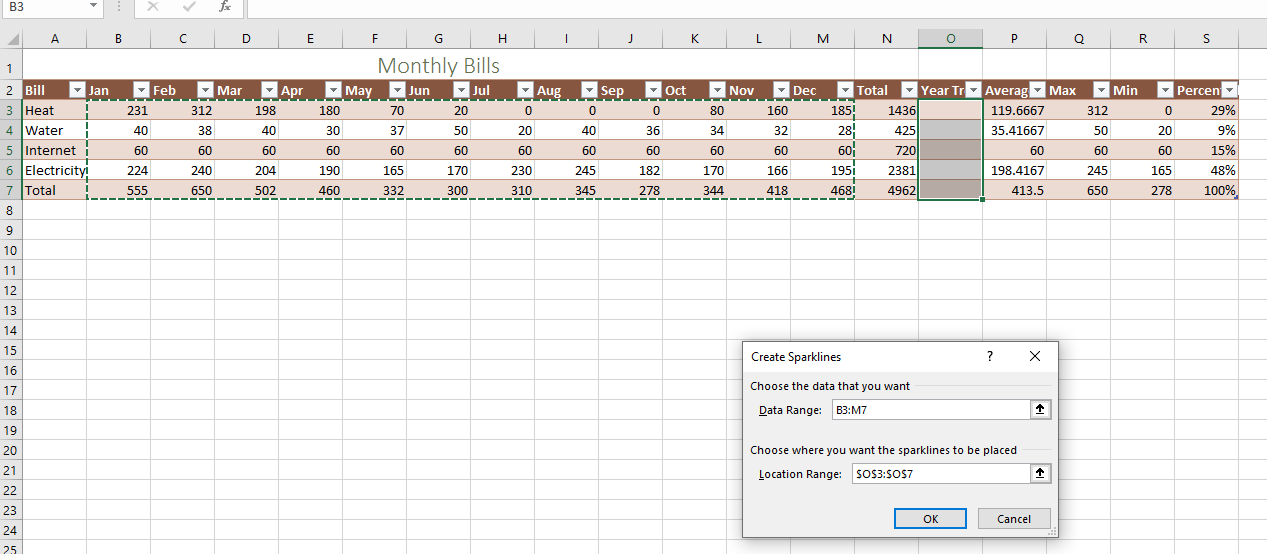 B3 fx
A B C D E F G H I J K L M N O P Q R S
1 Monthly Bills
2 Bill Jan Feb Mar Apr May Jun Jul Aug Sep Oct Nov Dec Total Year Tr Averag Max Min Percen
3 Heat 231 312 198 180 70 20 0 0 0 80 160 185 1436 119.6667 312 0 29%
4 Water 40 38 40 30 37 50 20 40 36 34 32 28 425 35.41667 50 20 9%
5 Internet 60 60 60 60 60 60 60 60 60 60 60 60 720 60 60 60 15%
6 Electricity 224 240 204 190 165 170 230 245 182 170 166 195 2381 198.4167 245 165 48%
7 Total 555 650 502 460 332 300 310 345 278 344 418 468 4962 413.5 650 278 100%
8
9
10
11
12
13
14
15
16
17
18
19
20
21
22
23
24
25
Create Sparklines ?
Choose the data that you want
Data Range: B3:M7
Choose where you want the sparklines to be placed
Location Range: $O$3:$O$7
OK Cancel